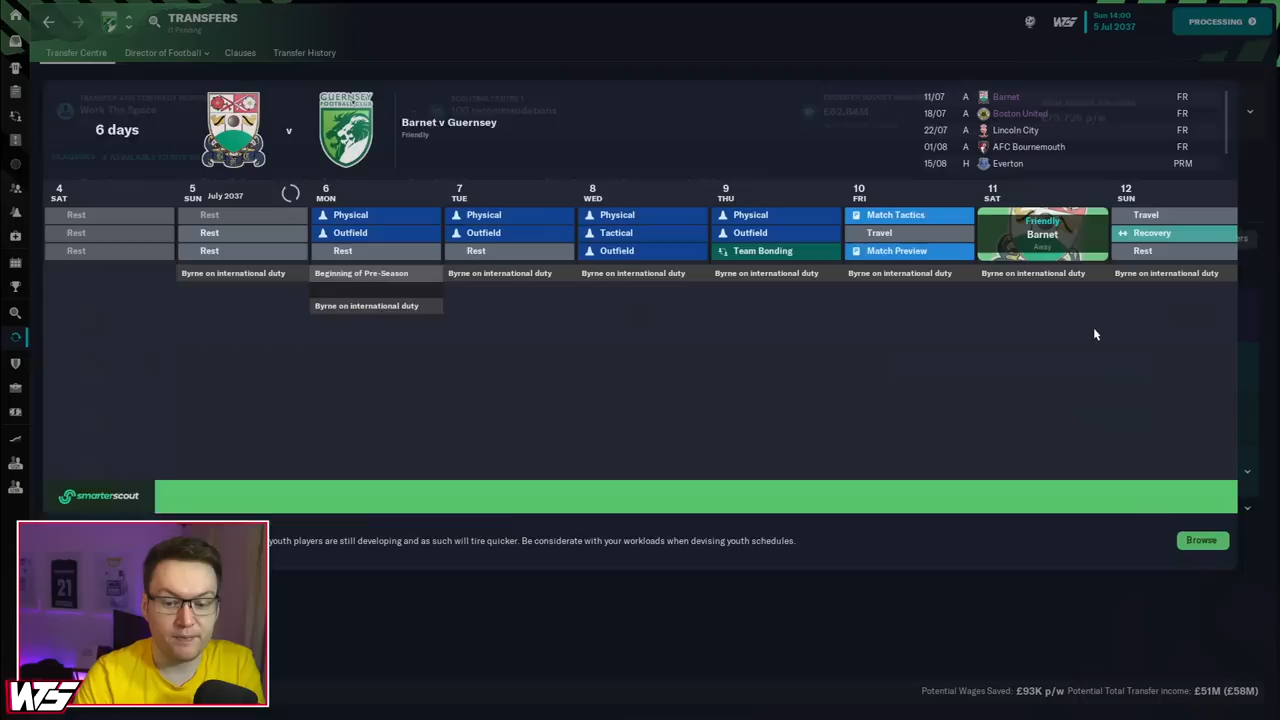 TRANSFERS
Sun 14:00
5 Jul 2037
PROCESSING
Transfer Centre
Director of Football
Clauses
Transfer History
Work The Space
100 recommendations
6 days
v
GUERNSEY
Barnet v Guernsey
Friendly
11/07 A Barnet FR
18/07 A Boston United FR
22/07 A Lincoln City FR
01/08 A AFC Bournemouth FR
15/08 H Everton PRM
4 5 6 7 8 9 10 11 12
SAT SUN July 2037 MON TUE WED THU FRI SAT SUN
Rest Rest Physical Physical Physical Physical Match Tactics Friendly Travel
Rest Rest Outfield Outfield Tactical Outfield Travel Barnet Recovery
Rest Rest Rest Rest Outfield Team Bonding Match Preview Away Rest
Byrne on international duty Beginning of Pre-Season Byrne on international duty Byrne on international duty Byrne on international duty Byrne on international duty Byrne on international duty Byrne on international duty
Byrne on international duty
smarterscout
youth players are still developing and as such will tire quicker. Be considerate with your workloads when devising youth schedules.
Browse
21
WTS
Potential Wages Saved: £93K p/w Potential Total Transfer income: £51M (£58M)